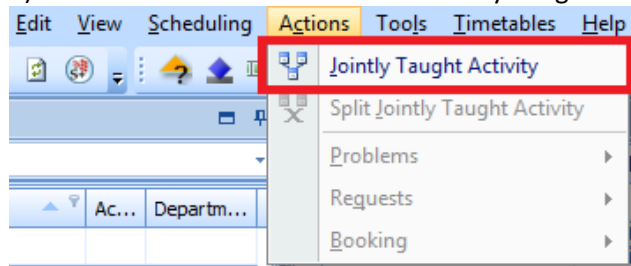 Edit View Scheduling Actions Tools Timetables Help
Jointly Taught Activity
Split Jointly Taught Activity
Problems
Requests
Booking
Ac... Departm...